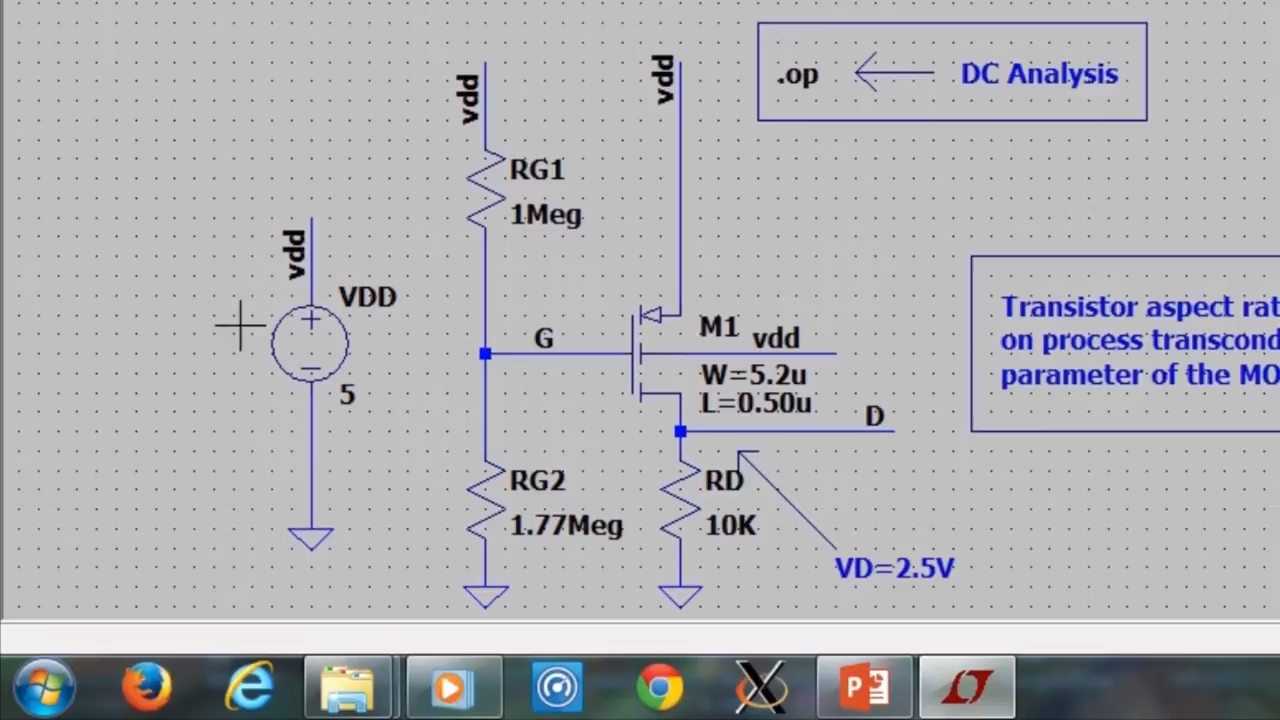 vdd
vdd
.op
DC Analysis
RG1
1Meg
vdd
VDD
5
G
M1
vdd
W=5.2u
L=0.50u
D
Transistor aspect rat
on process transcond
parameter of the MO
RG2
1.77Meg
RD
10K
VD=2.5V